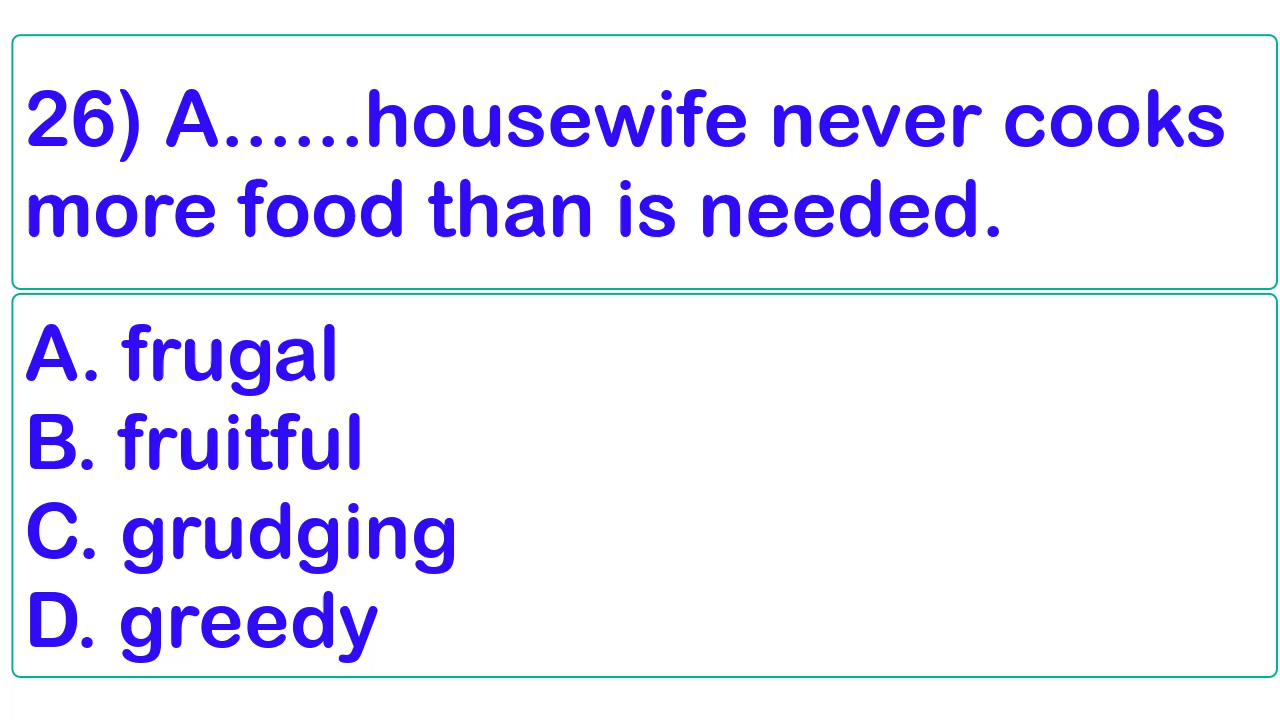 26) A......housewife never cooks
more food than is needed.
A. frugal
B. fruitful
C. grudging
D. greedy